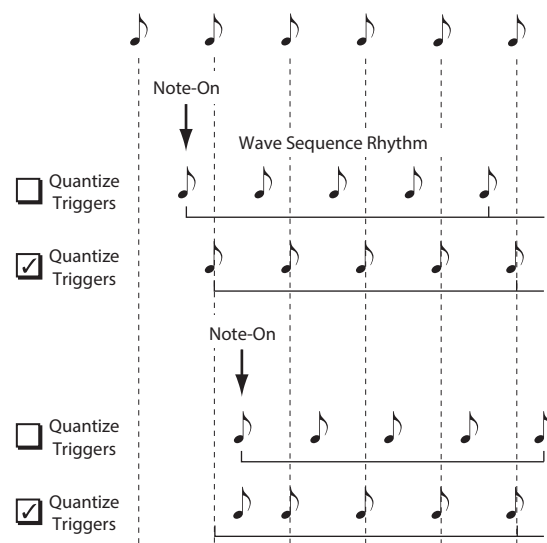 Note-On
Wave Sequence Rhythm
Quantize
Triggers
Quantize
Triggers
Note-On
Quantize
Triggers
Quantize
Triggers